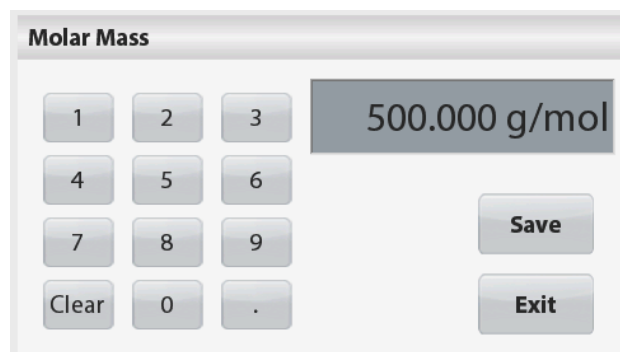 Molar Mass
1 2 3
500.000 g/mol
4 5 6
7 8 9
Clear 0 .
Save
Exit